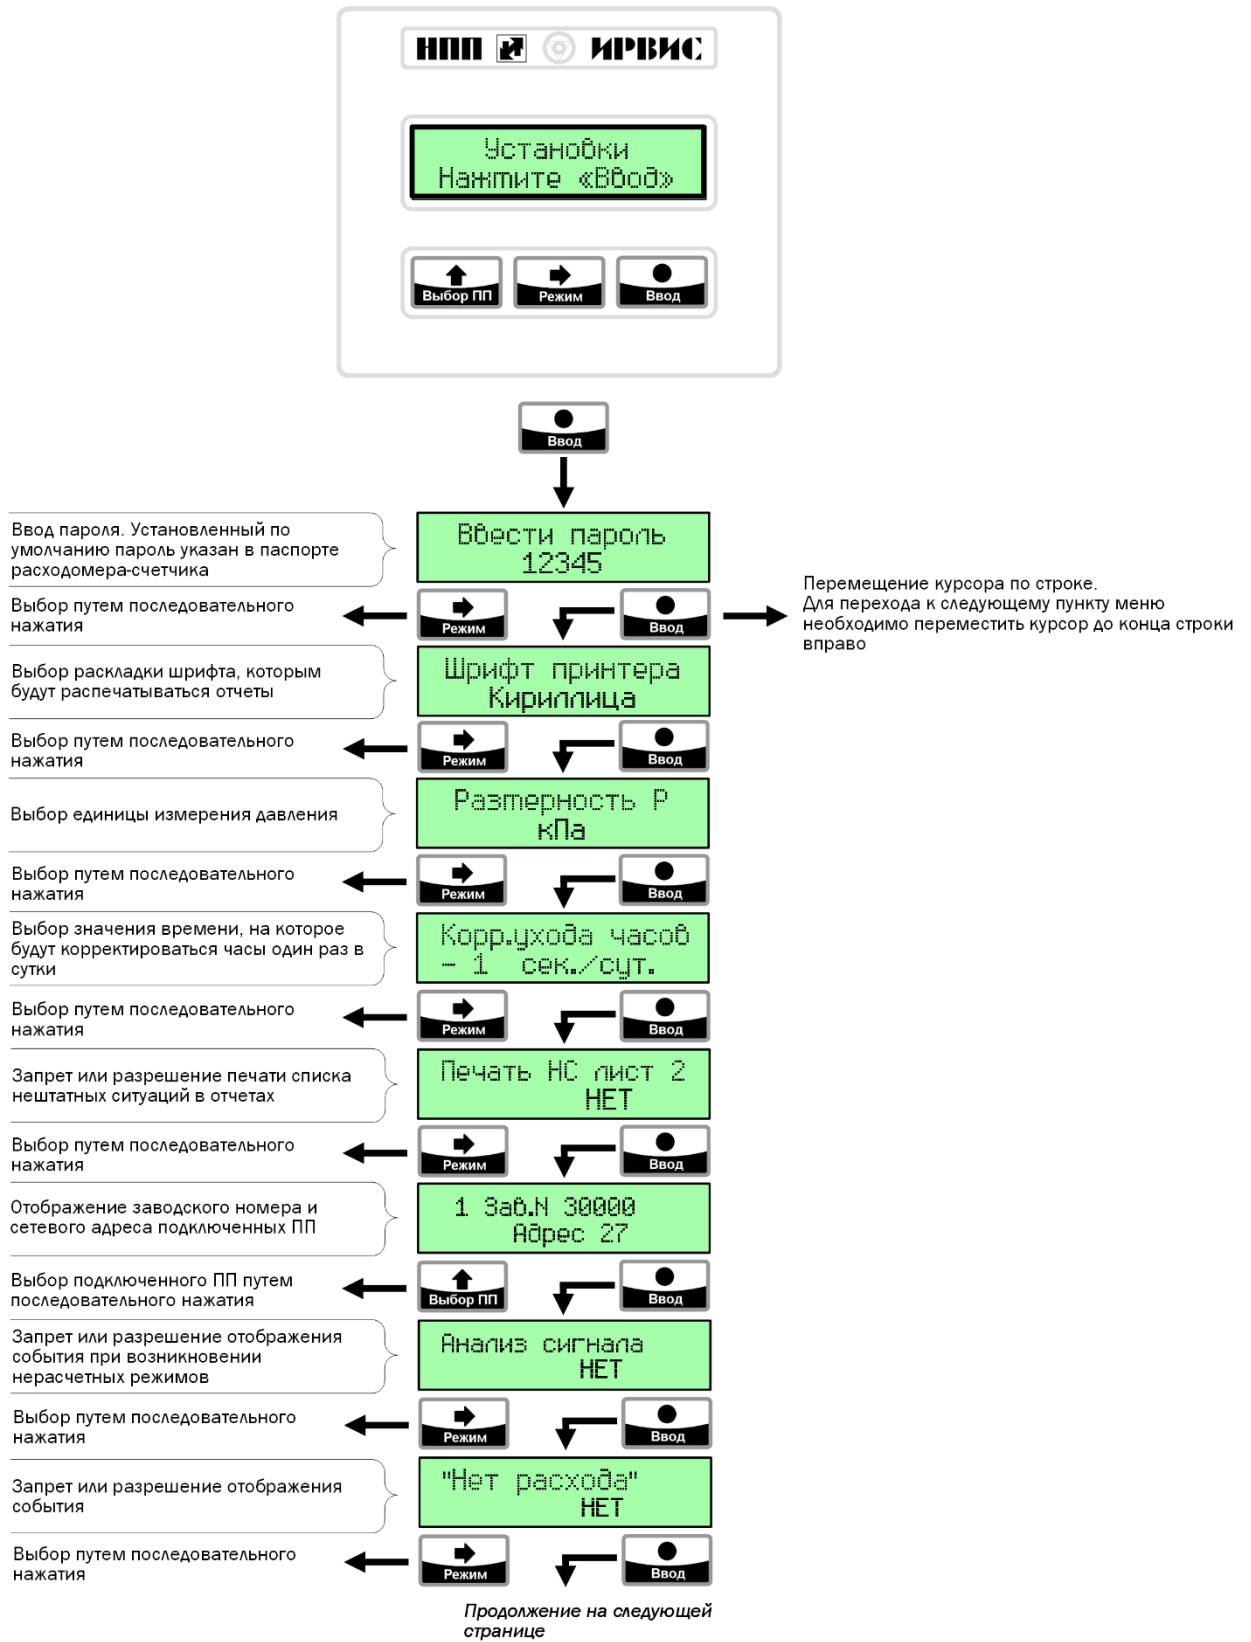 НПП ИРВИС
Установки
Нажмите «Ввод»
Выбор ПП
Режим
Ввод
Ввод
Ввод пароля. Установленный по
умолчанию пароль указан в паспорте
расходомера-счетчика
Ввести пароль
12345
Выбор путем последовательного
нажатия
Режим
Ввод
Перемещение курсора по строке.
Для перехода к следующему пункту меню
необходимо переместить курсор до конца строки
вправо
Выбор раскладки шрифта, которым
будут распечатываться отчеты
Шрифт принтера
Кириллица
Выбор путем последовательного
нажатия
Режим
Ввод
Выбор единицы измерения давления
Размерность Р
кПа
Выбор путем последовательного
нажатия
Режим
Ввод
Выбор значения времени, на которое
будут корректироваться часы один раз в
сутки
Корр.ухода часов
- 1 сек./сут.
Выбор путем последовательного
нажатия
Режим
Ввод
Запрет или разрешение печати списка
нештатных ситуаций в отчетах
Печать НС лист 2
НЕТ
Выбор путем последовательного
нажатия
Режим
Ввод
Отображение заводского номера и
сетевого адреса подключенных ПП
1 Зав.N 30000
Адрес 27
Выбор подключенного ПП путем
последовательного нажатия
Выбор ПП
Ввод
Запрет или разрешение отображения
события при возникновении
нерасчетных режимов
Анализ сигнала
НЕТ
Выбор путем последовательного
нажатия
Режим
Ввод
Запрет или разрешение отображения
события
"Нет расхода"
НЕТ
Выбор путем последовательного
нажатия
Режим
Ввод
Продолжение на следующей
странице